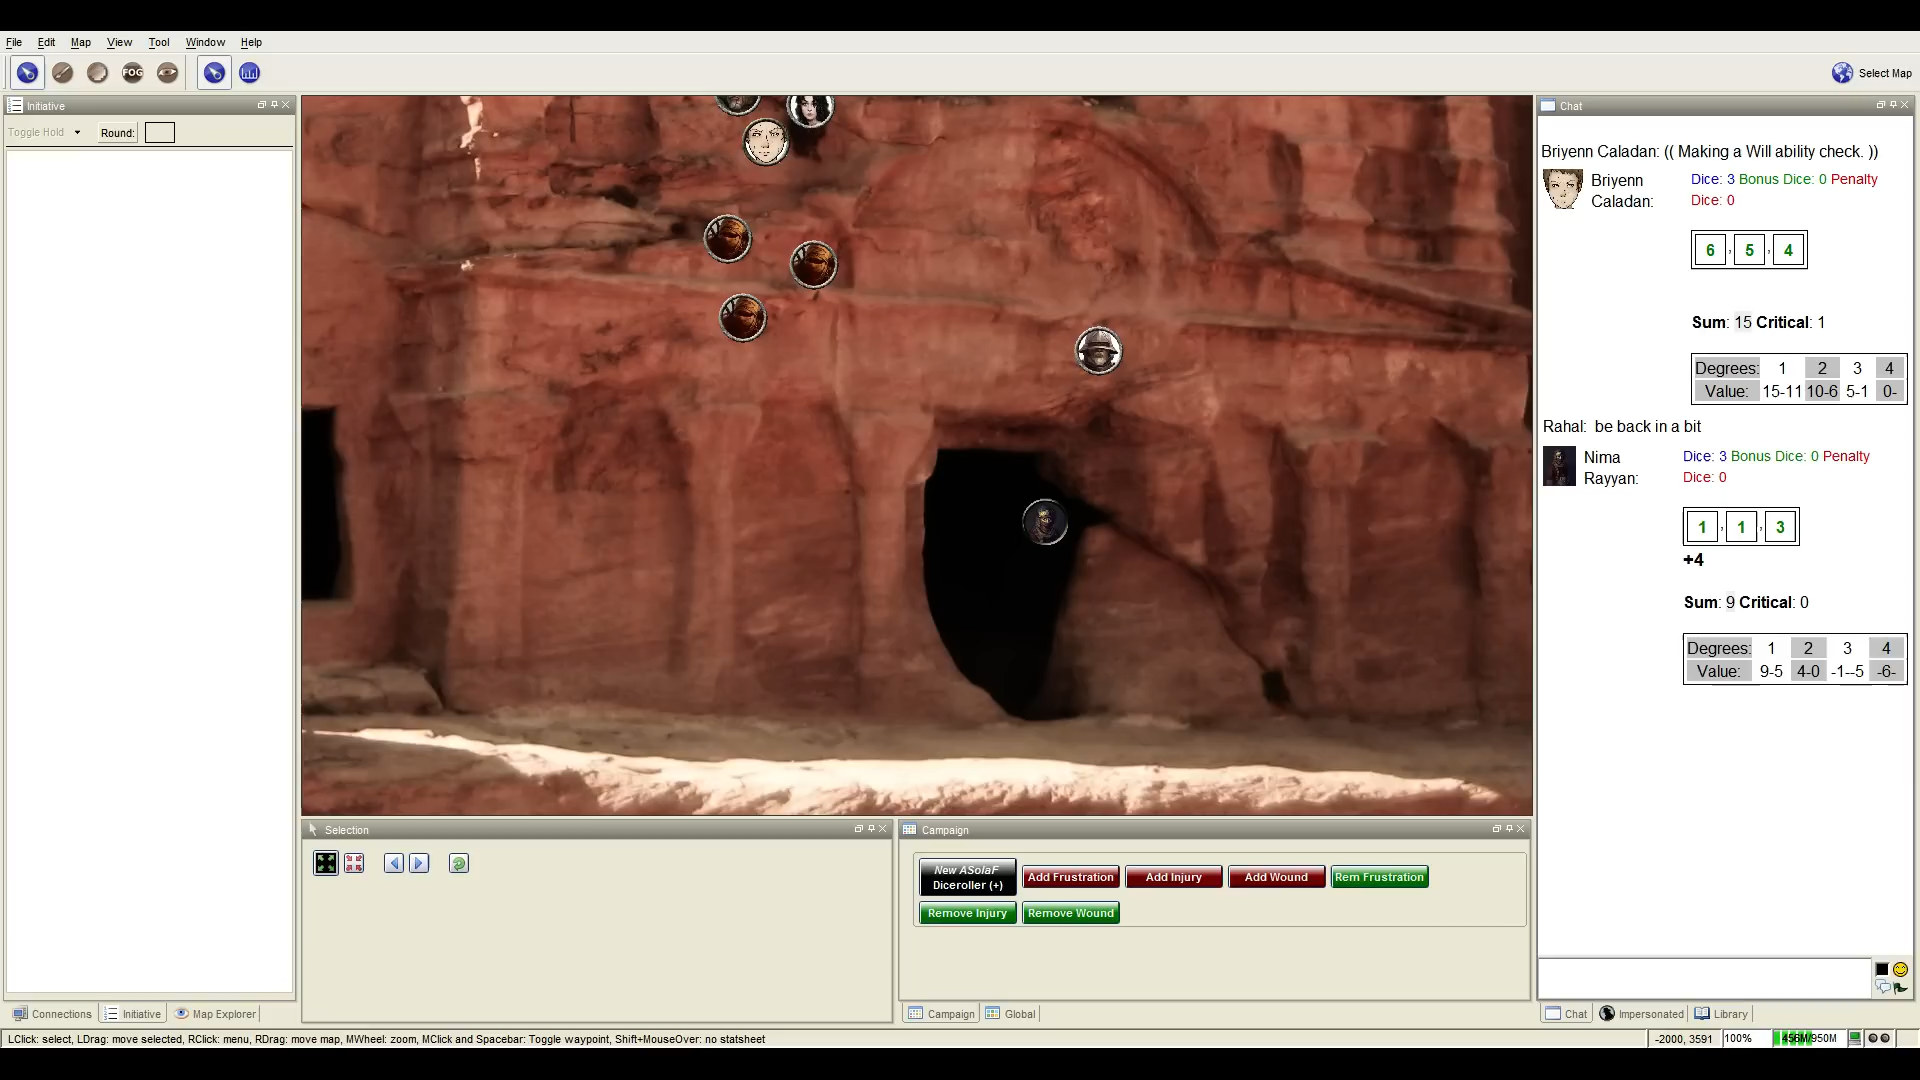 File Edit Map View Tool Window Help
FOG
Select Map
Initiative
Toggle Hold Round:
Chat
Briyenn Caladan: (( Making a Will ability check. ))
Briyenn Caladan:
Dice: 3 Bonus Dice: 0 Penalty
Dice: 0
6 , 5 , 4
Sum: 15 Critical: 1
Degrees: 1 2 3 4
Value: 15-11 10-6 5-1 0-
Rahal: be back in a bit
Nima Rayyan:
Dice: 3 Bonus Dice: 0 Penalty
Dice: 0
1 , 1 , 3
+4
Sum: 9 Critical: 0
Degrees: 1 2 3 4
Value: 9-5 4-0 -1--5 -6-
Selection
Campaign
New ASoIaF
Diceroller (+)
Add Frustration Add Injury Add Wound Rem Frustration
Remove Injury Remove Wound
Connections Initiative Map Explorer
Campaign Global
Chat Impersonated Library
LClick: select, LDrag: move selected, RClick: menu, RDrag: move map, MWheel: zoom, MClick and Spacebar: Toggle waypoint, Shift+MouseOver: no statsheet
-2000, 3591 100% 456M/950M